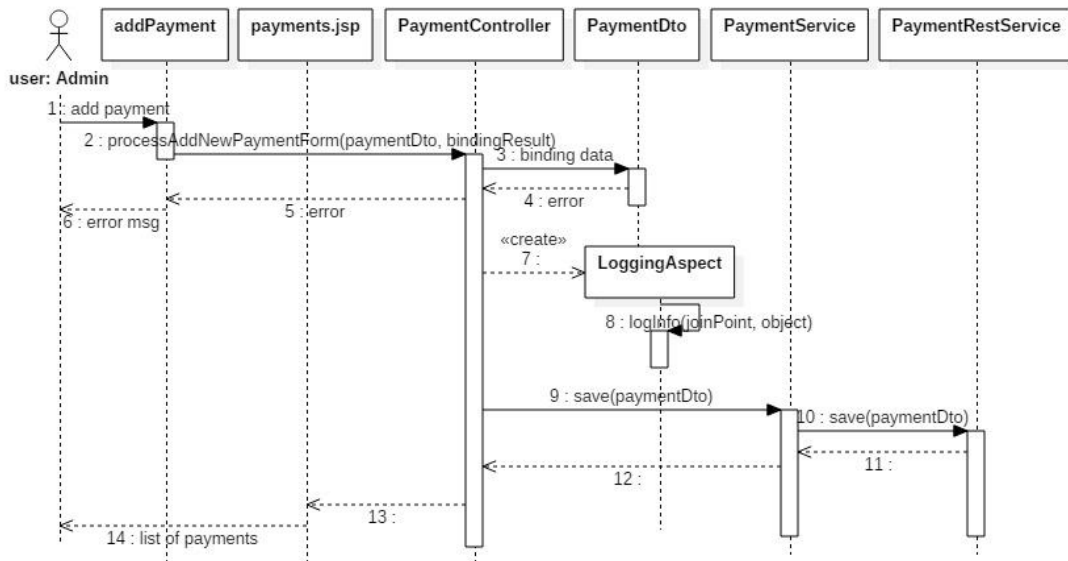 addPayment
payments.jsp
PaymentController
PaymentDto
PaymentService
PaymentRestService
user: Admin
1 : add payment
2 : processAddNewPaymentForm(paymentDto, bindingResult)
3 : binding data
4 : error
5 : error
6 : error msg
«create»
7 :
LoggingAspect
8 : logInfo(joinPoint, object)
9 : save(paymentDto)
10 : save(paymentDto)
11 :
12 :
13 :
14 : list of payments